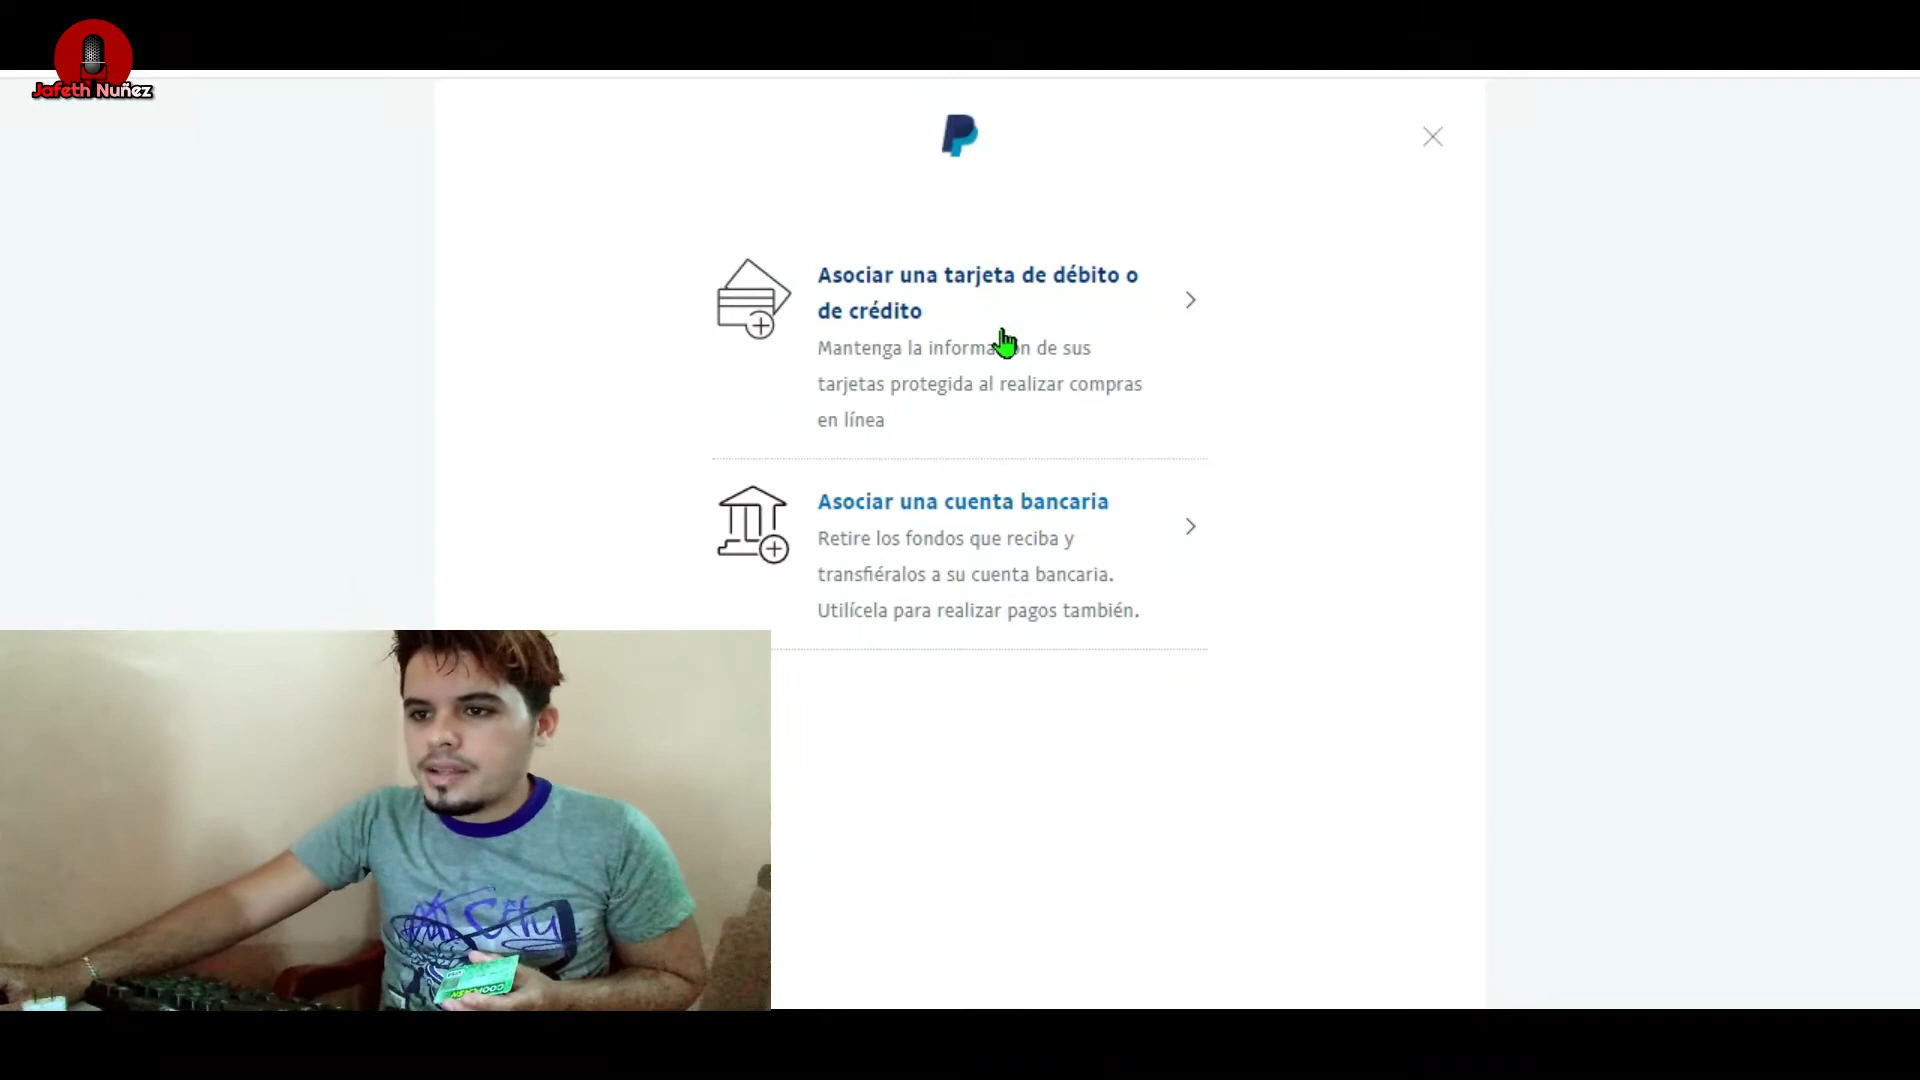 Jafeth Nuñez
Asociar una tarjeta de débito o
de crédito
Mantenga la información de sus
tarjetas protegida al realizar compras
en línea
Asociar una cuenta bancaria
Retire los fondos que reciba y
transfiéralos a su cuenta bancaria.
Utilícela para realizar pagos también.
City